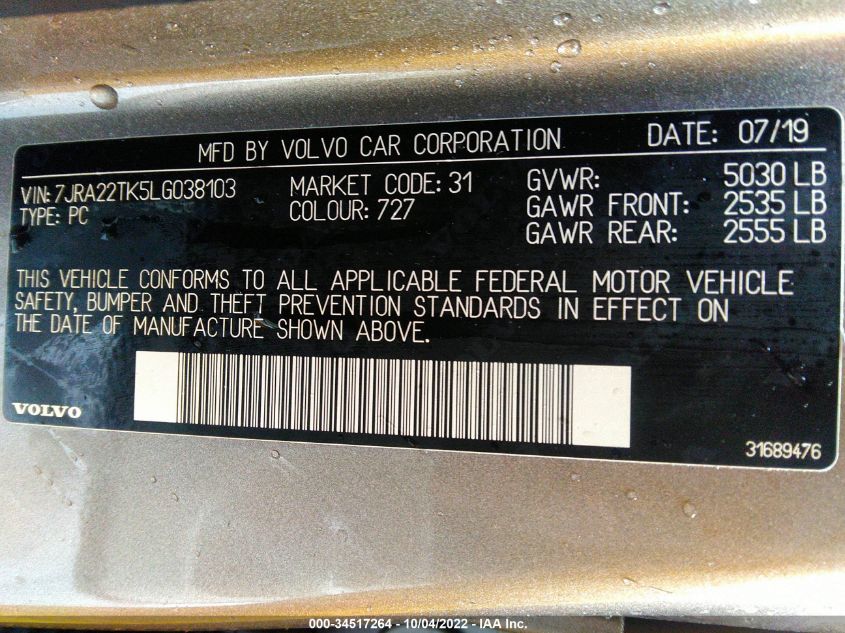 MFD BY VOLVO CAR CORPORATION DATE: 07/19
VIN: 7JRA22TK5LG038103 MARKET CODE: 31 GVWR: 5030 LB
TYPE: PC COLOUR: 727 GAWR FRONT: 2535 LB
GAWR REAR: 2555 LB
THIS VEHICLE CONFORMS TO ALL APPLICABLE FEDERAL MOTOR VEHICLE
SAFETY, BUMPER AND THEFT PREVENTION STANDARDS IN EFFECT ON
THE DATE OF MANUFACTURE SHOWN ABOVE.
VOLVO
31689476
000-34517264 - 10/04/2022 - IAA Inc.